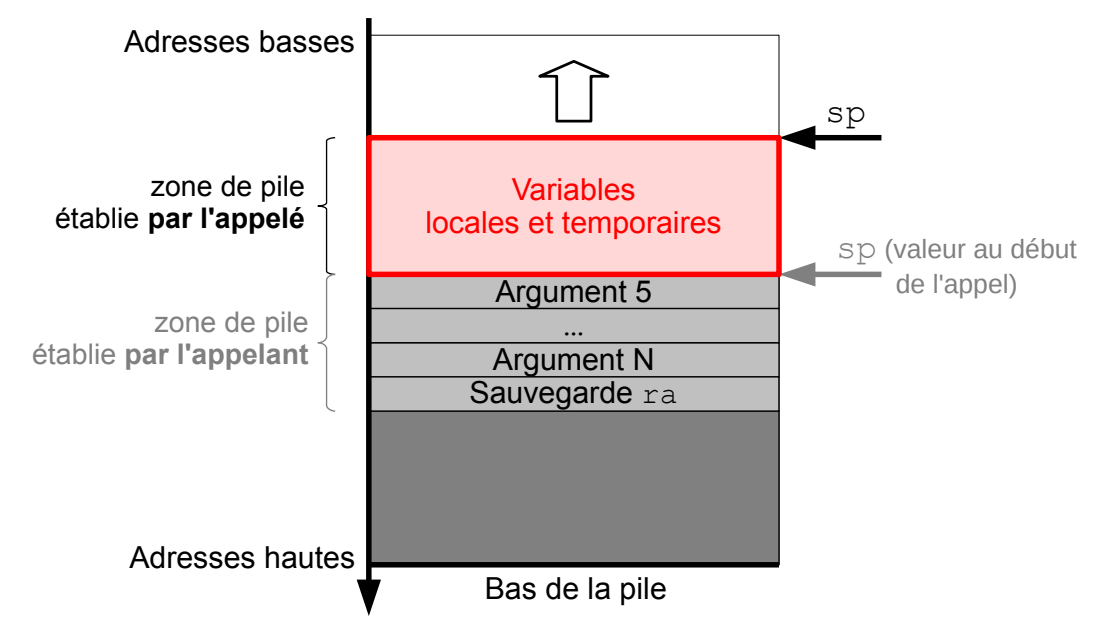 Adresses basses
sp
zone de pile
établie par l'appelé
Variables
locales et temporaires
sp (valeur au début
de l'appel)
Argument 5
...
zone de pile
établie par l'appelant
Argument N
Sauvegarde ra
Adresses hautes
Bas de la pile